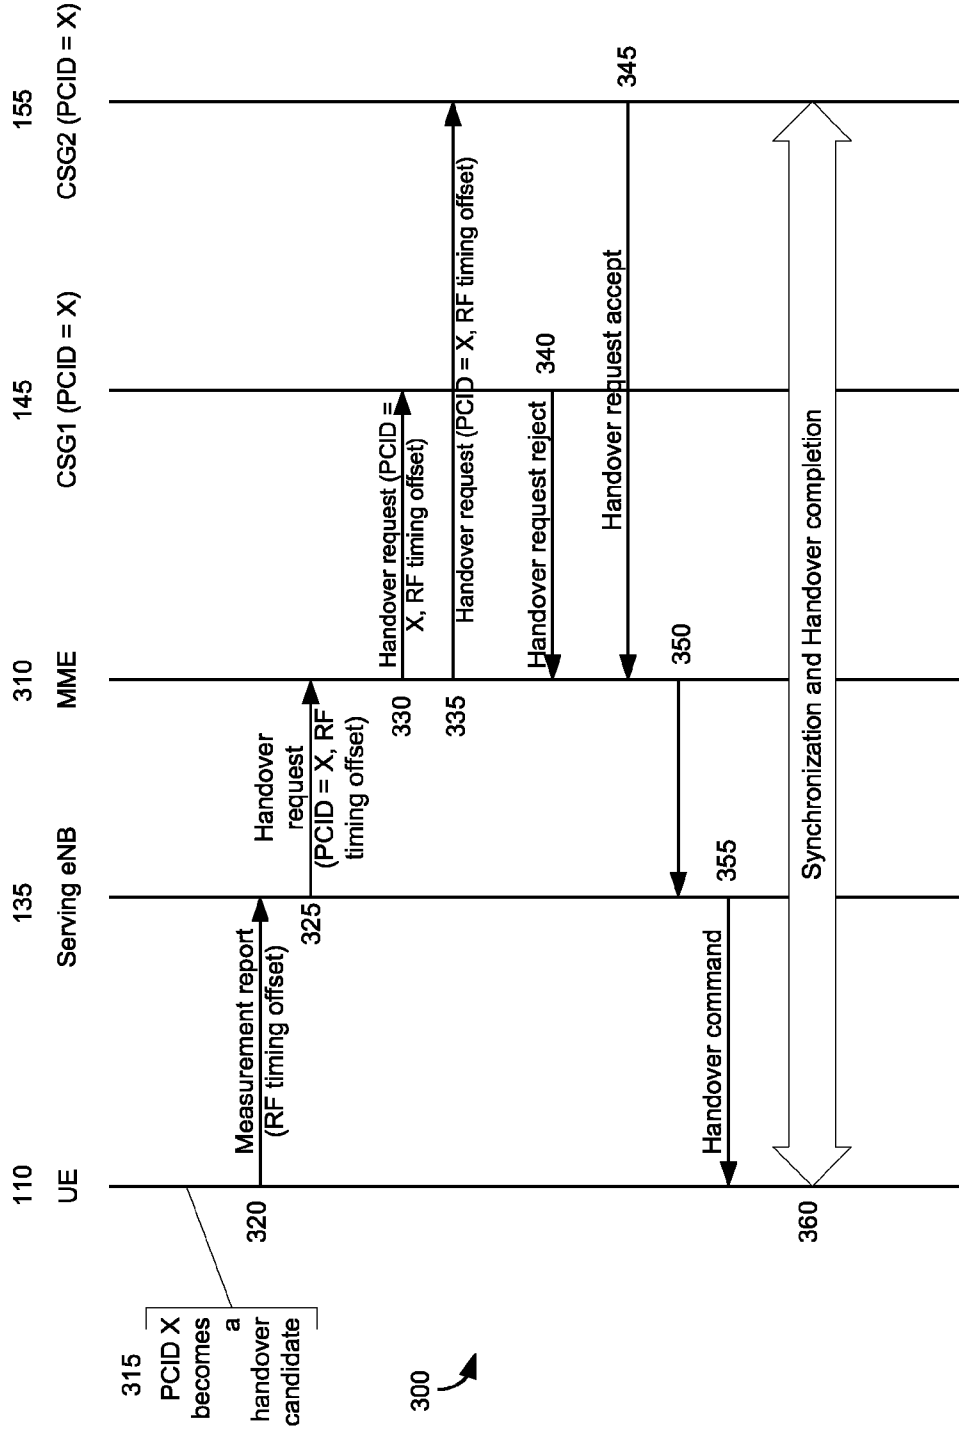 110
UE
135
Serving eNB
310
MME
145
CSG1 (PCID = X)
155
CSG2 (PCID = X)
315
PCID X
becomes
a
handover
candidate
320
Measurement report
(RF timing offset)
325
Handover
request
(PCID = X, RF
timing offset)
330
Handover request (PCID =
X, RF timing offset)
335
Handover request (PCID = X, RF timing offset)
Handover request reject
340
Handover request accept
345
350
Handover command
355
360
Synchronization and Handover completion
300